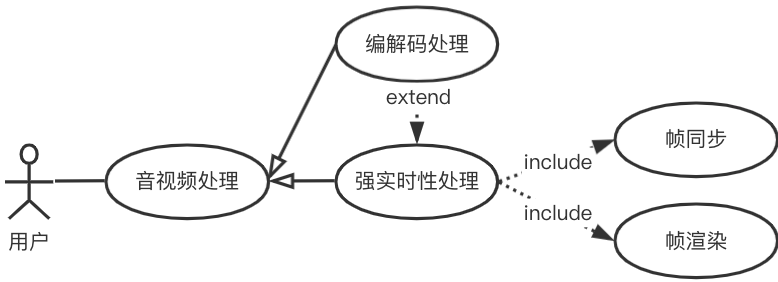 编解码处理
extend
帧同步
音视频处理
强实时性处理
include
include
用户
帧渲染